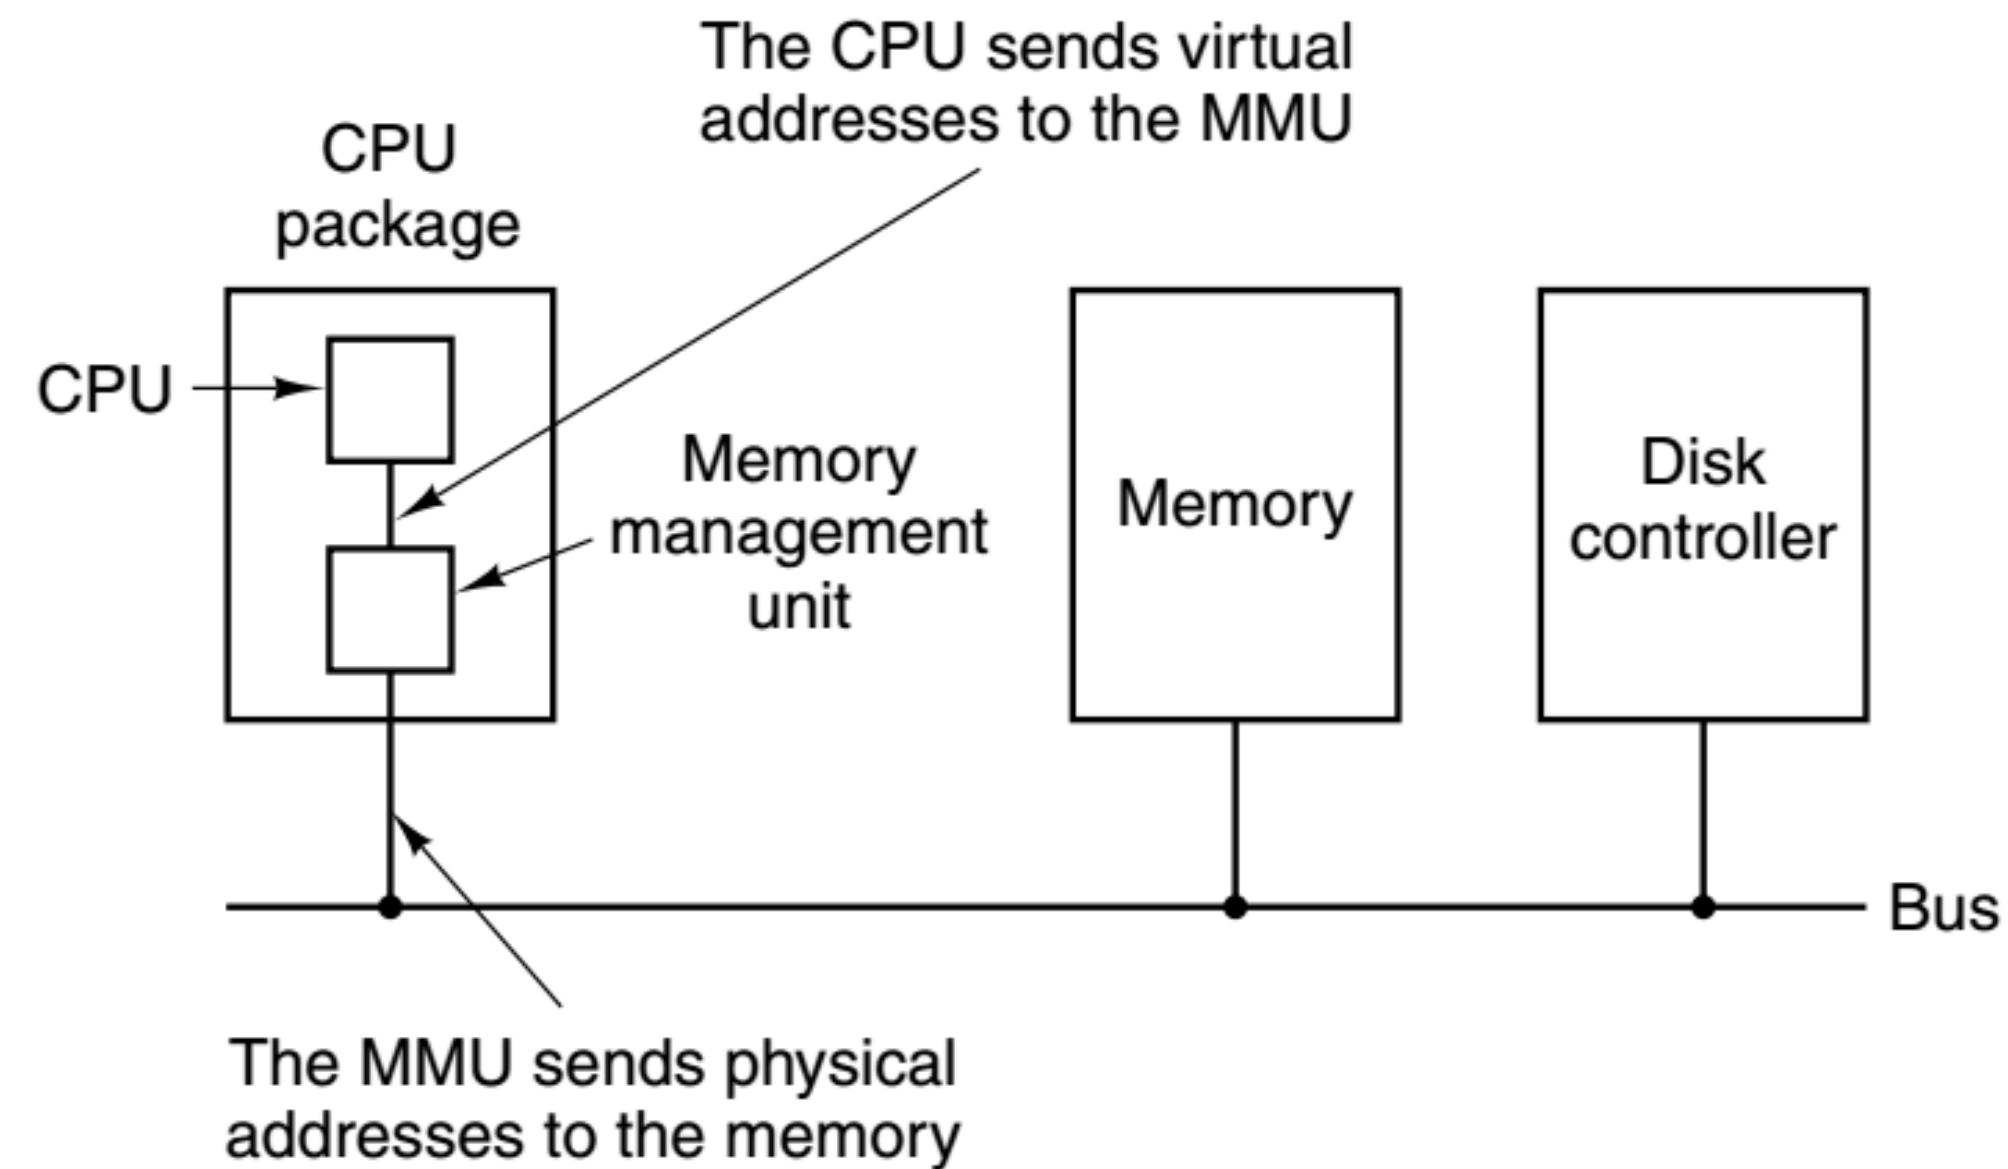 The CPU sends virtual
addresses to the MMU
CPU
package
CPU
Memory
management
unit
Memory
Disk
controller
Bus
The MMU sends physical
addresses to the memory